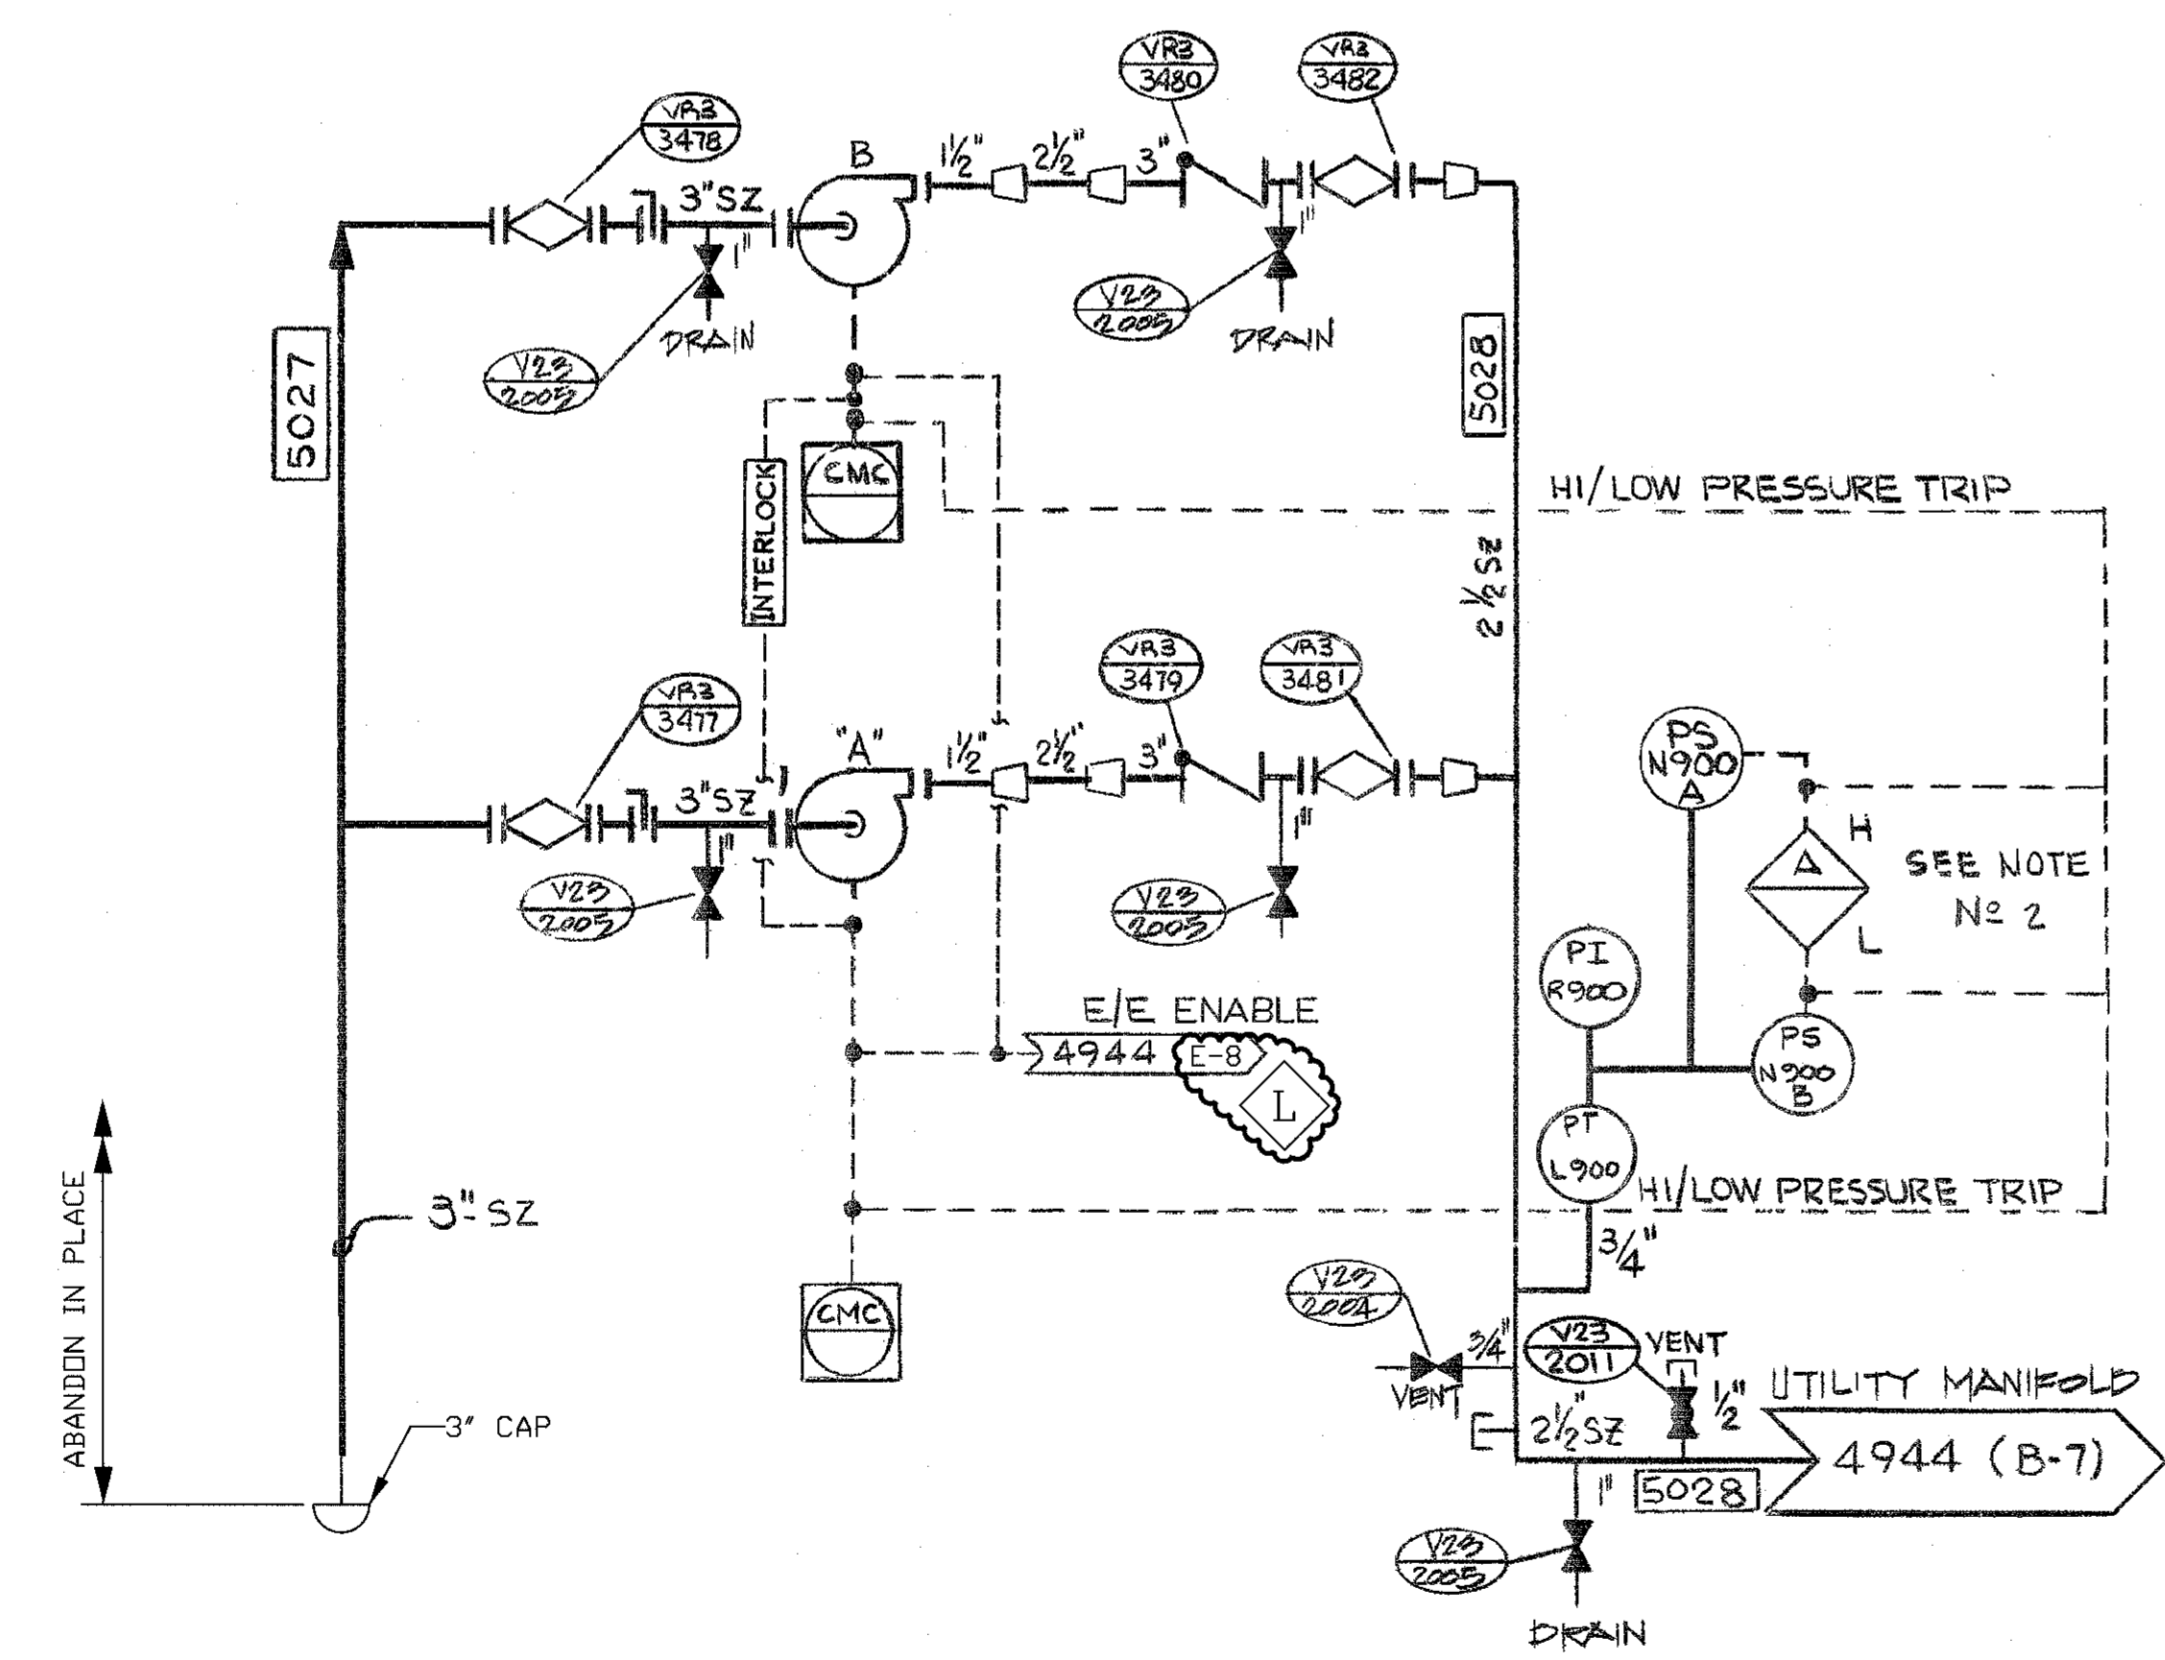 VR3
3480
VR3
3482
VR3
3478
B
1½"
2½"
3"
3" SZ
1"
1"
V23
2005
DRAIN
V23
2005
DRAIN
5027
5028
CMC
INTERLOCK
HI/LOW PRESSURE TRIP
2½ SZ
VR3
3479
VR3
3481
VR3
3477
"A"
1½"
2½"
3"
3" SZ
1"
1"
V23
2005
V23
2005
PS
N900
A
H
A
SEE NOTE
Nº 2
L
PI
R900
PS
N900
B
E/E ENABLE
4944 E-8
L
PT
L900
HI/LOW PRESSURE TRIP
ABANDON IN PLACE
3"-SZ
3/4"
CMC
V23
2004
3/4"
VENT
V23
2011
VENT
1/2"
UTILITY MANIFOLD
4944 (B-7)
3" CAP
2½" SZ
5028
1"
V23
2005
DRAIN